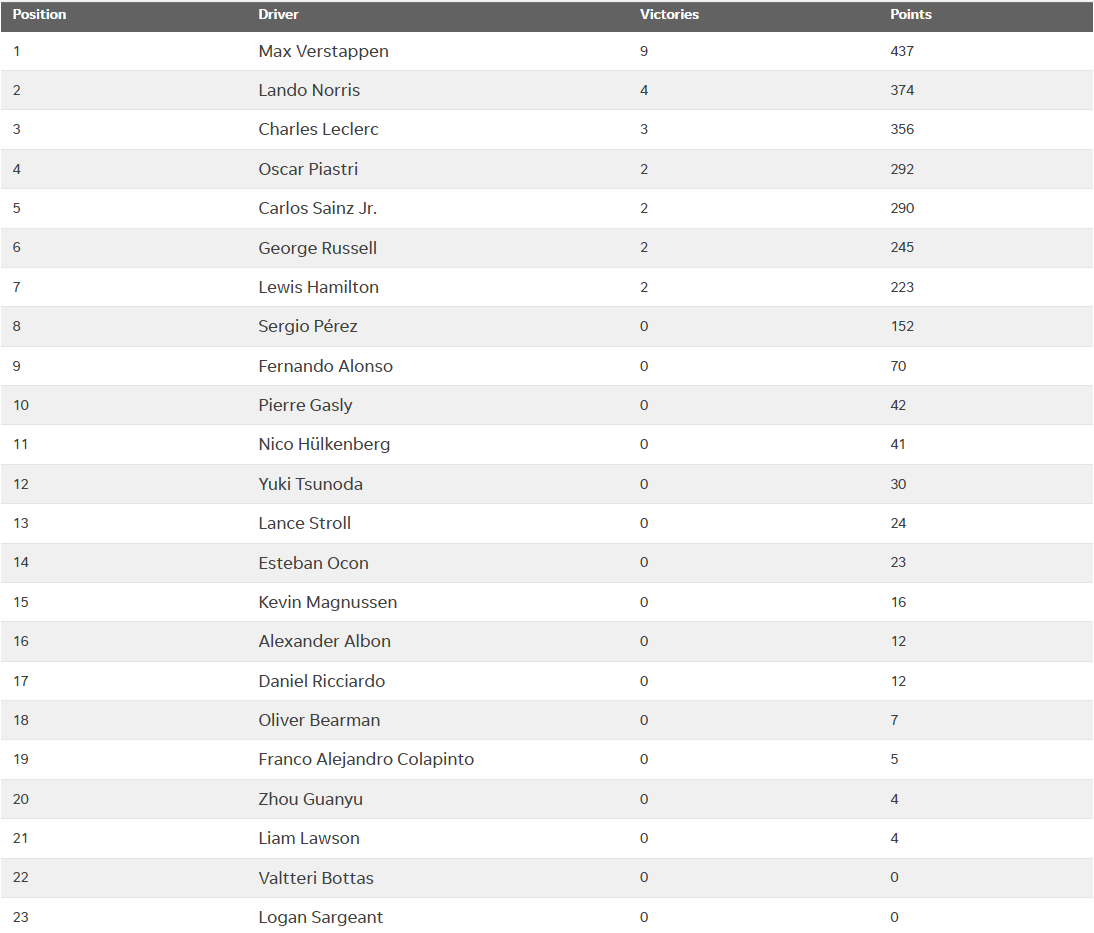 Position Driver Victories Points
1 Max Verstappen 9 437
2 Lando Norris 4 374
3 Charles Leclerc 3 356
4 Oscar Piastri 2 292
5 Carlos Sainz Jr. 2 290
6 George Russell 2 245
7 Lewis Hamilton 2 223
8 Sergio Pérez 0 152
9 Fernando Alonso 0 70
10 Pierre Gasly 0 42
11 Nico Hülkenberg 0 41
12 Yuki Tsunoda 0 30
13 Lance Stroll 0 24
14 Esteban Ocon 0 23
15 Kevin Magnussen 0 16
16 Alexander Albon 0 12
17 Daniel Ricciardo 0 12
18 Oliver Bearman 0 7
19 Franco Alejandro Colapinto 0 5
20 Zhou Guanyu 0 4
21 Liam Lawson 0 4
22 Valtteri Bottas 0 0
23 Logan Sargeant 0 0